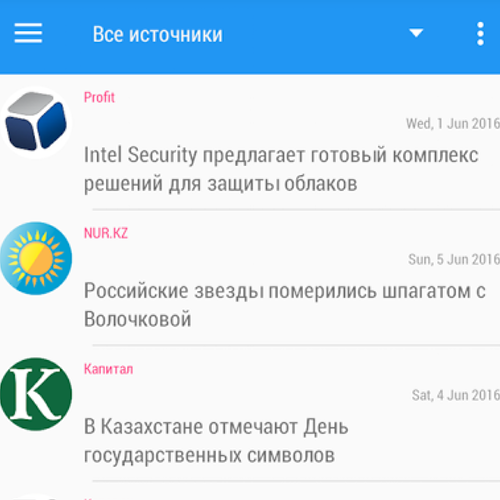 Все источники
Profit
Wed, 1 Jun 2016
Intel Security предлагает готовый комплекс
решений для защиты облаков
NUR.KZ
Sun, 5 Jun 2016
Российские звезды померились шпагатом с
Волочковой
K
Капитал
Sat, 4 Jun 2016
В Казахстане отмечают День
государственных символов